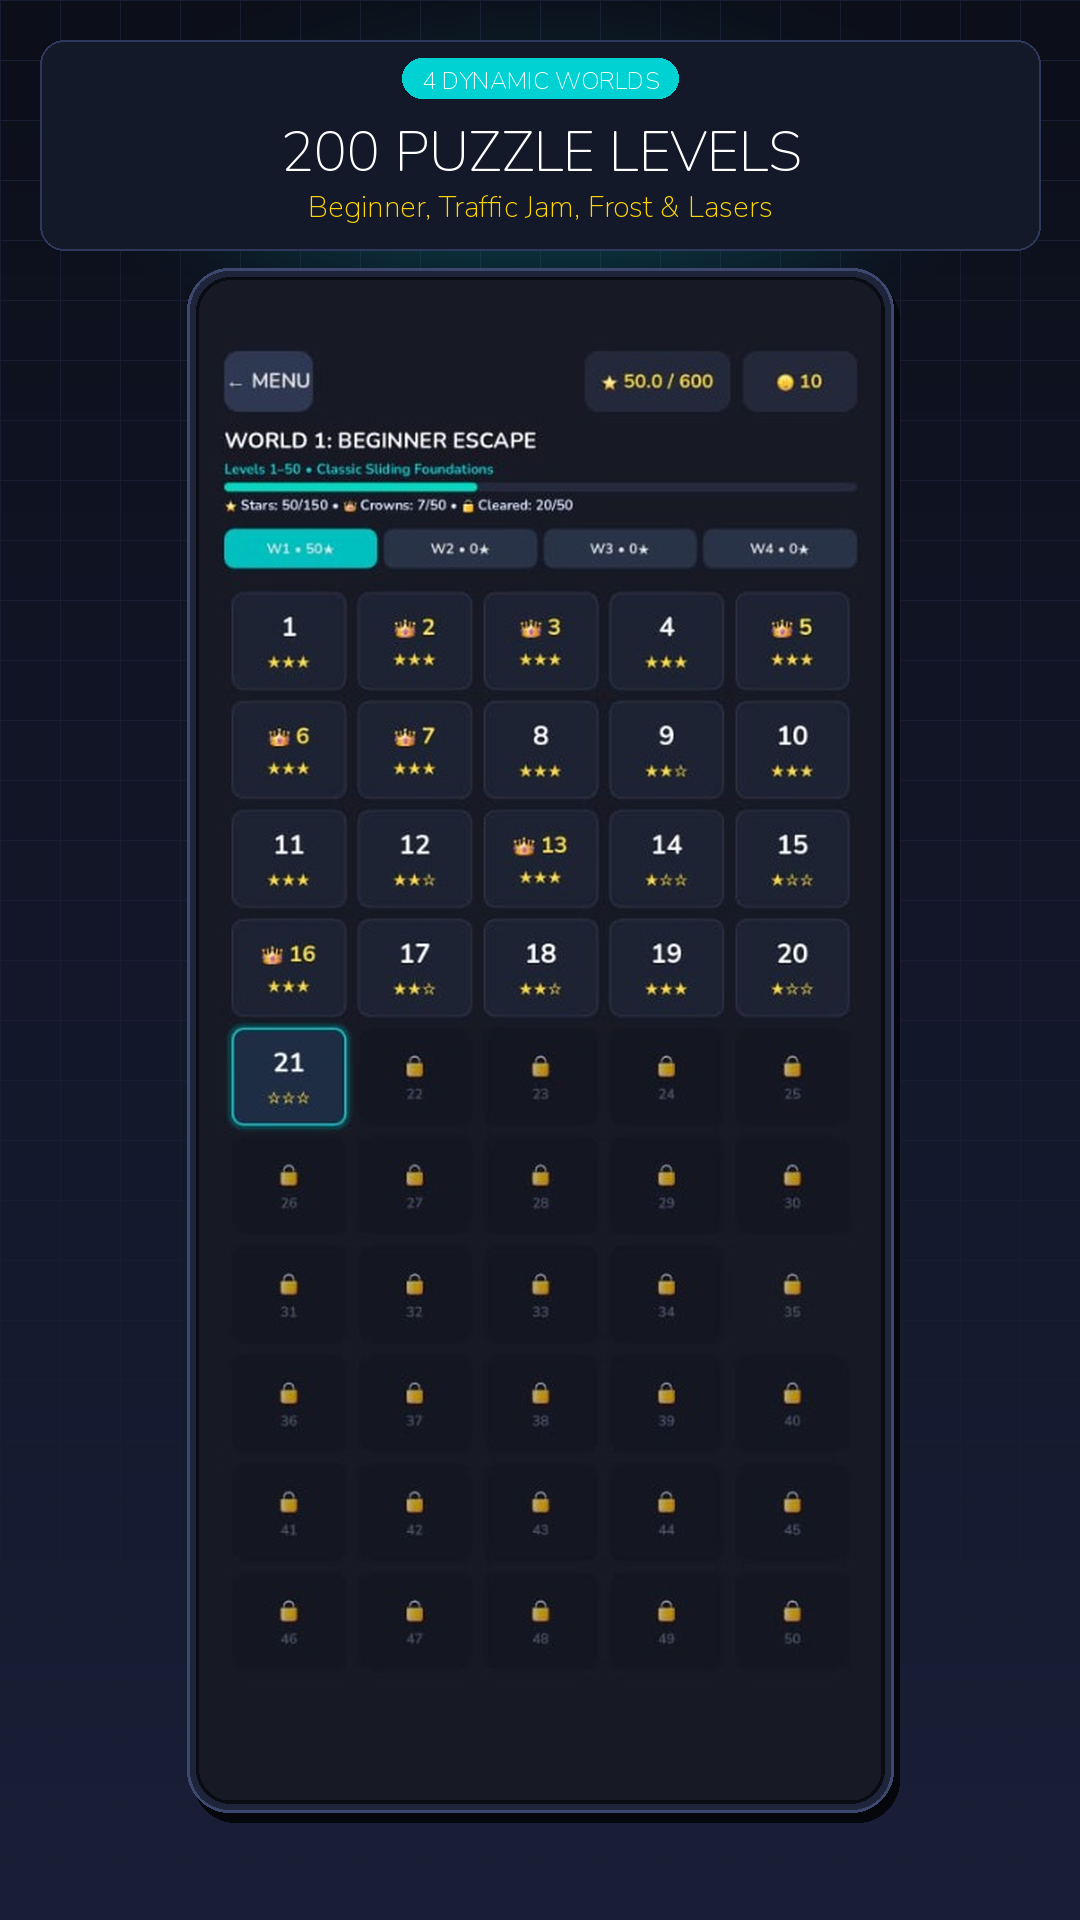 4 DYNAMIC WORLDS
200 PUZZLE LEVELS
Beginner, Traffic Jam, Frost & Lasers
← MENU
★ 50.0 / 600
10
WORLD 1: BEGINNER ESCAPE
Levels 1–50 • Classic Sliding Foundations
⭐ Stars: 50/150 • 👑 Crowns: 7/50 • 🔒 Cleared: 20/50
W1 • 50★ W2 • 0★ W3 • 0★ W4 • 0★
1 👑 2 👑 3 4 👑 5
★★★ ★★★ ★★★ ★★★ ★★★
👑 6 👑 7 8 9 10
★★★ ★★★ ★★★ ★★☆ ★★★
11 12 👑 13 14 15
★★★ ★★☆ ★★★ ★☆☆ ★☆☆
👑 16 17 18 19 20
★★★ ★★☆ ★★☆ ★★★ ★☆☆
21
☆☆☆
22 23 24 25
26 27 28 29 30
31 32 33 34 35
36 37 38 39 40
41 42 43 44 45
46 47 48 49 50